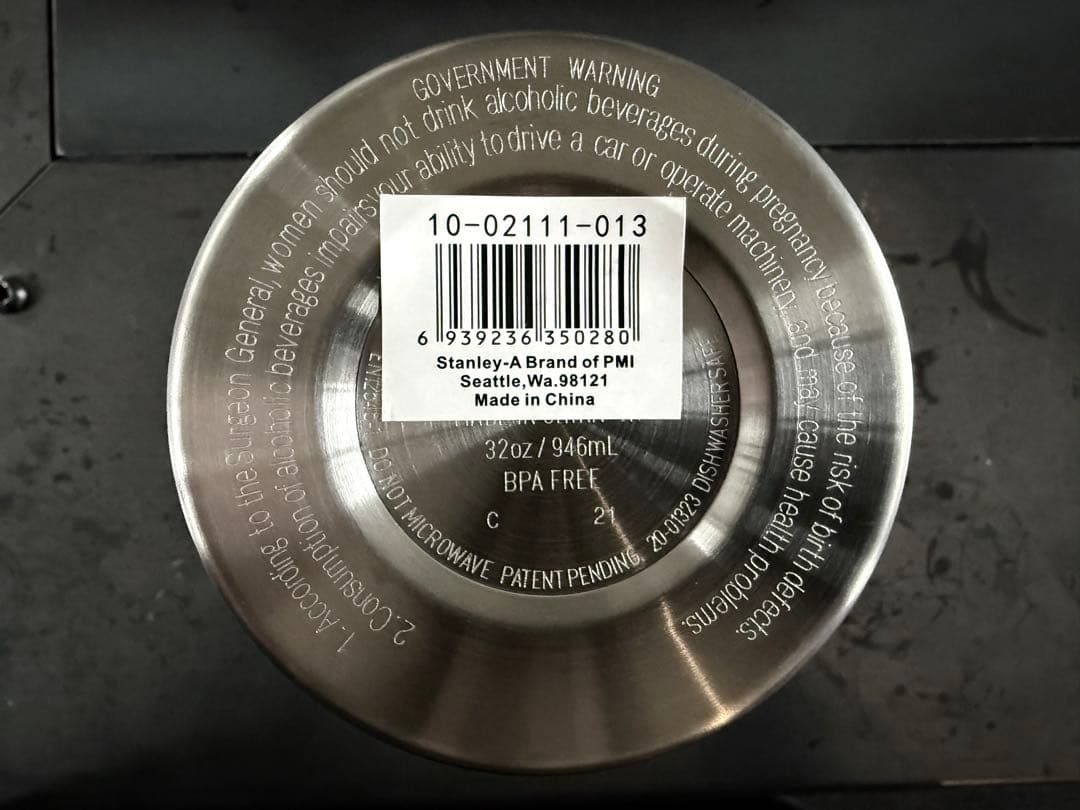 GOVERNMENT WARNING
1. According to the Surgeon General, women should not drink alcoholic beverages during pregnancy because of the risk of birth defects.
2. Consumption of alcoholic beverages impairs your ability to drive a car or operate machinery, and may cause health problems.
10-02111-013
6 939236 350280
Stanley-A Brand of PMI
Seattle,Wa.98121
Made in China
32oz / 946mL
BPA FREE
C 21
DO NOT MICROWAVE PATENT PENDING 20-01323 DISHWASHER SAFE